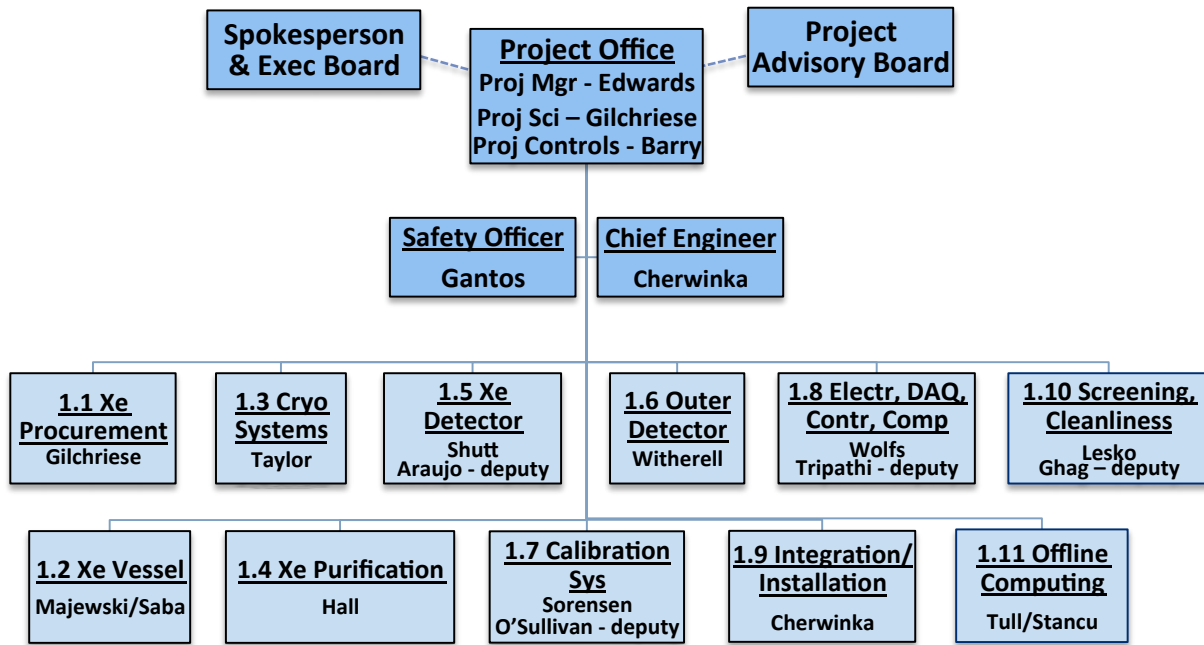 Spokesperson
& Exec Board
Project Office
Proj Mgr - Edwards
Proj Sci – Gilchriese
Proj Controls - Barry
Project
Advisory Board
Safety Officer
Gantos
Chief Engineer
Cherwinka
1.1 Xe
Procurement
Gilchriese
1.3 Cryo
Systems
Taylor
1.5 Xe
Detector
Shutt
Araujo - deputy
1.6 Outer
Detector
Witherell
1.8 Electr, DAQ,
Contr, Comp
Wolfs
Tripathi - deputy
1.10 Screening,
Cleanliness
Lesko
Ghag – deputy
1.2 Xe Vessel
Majewski/Saba
1.4 Xe Purification
Hall
1.7 Calibration
Sys
Sorensen
O’Sullivan - deputy
1.9 Integration/
Installation
Cherwinka
1.11 Offline
Computing
Tull/Stancu